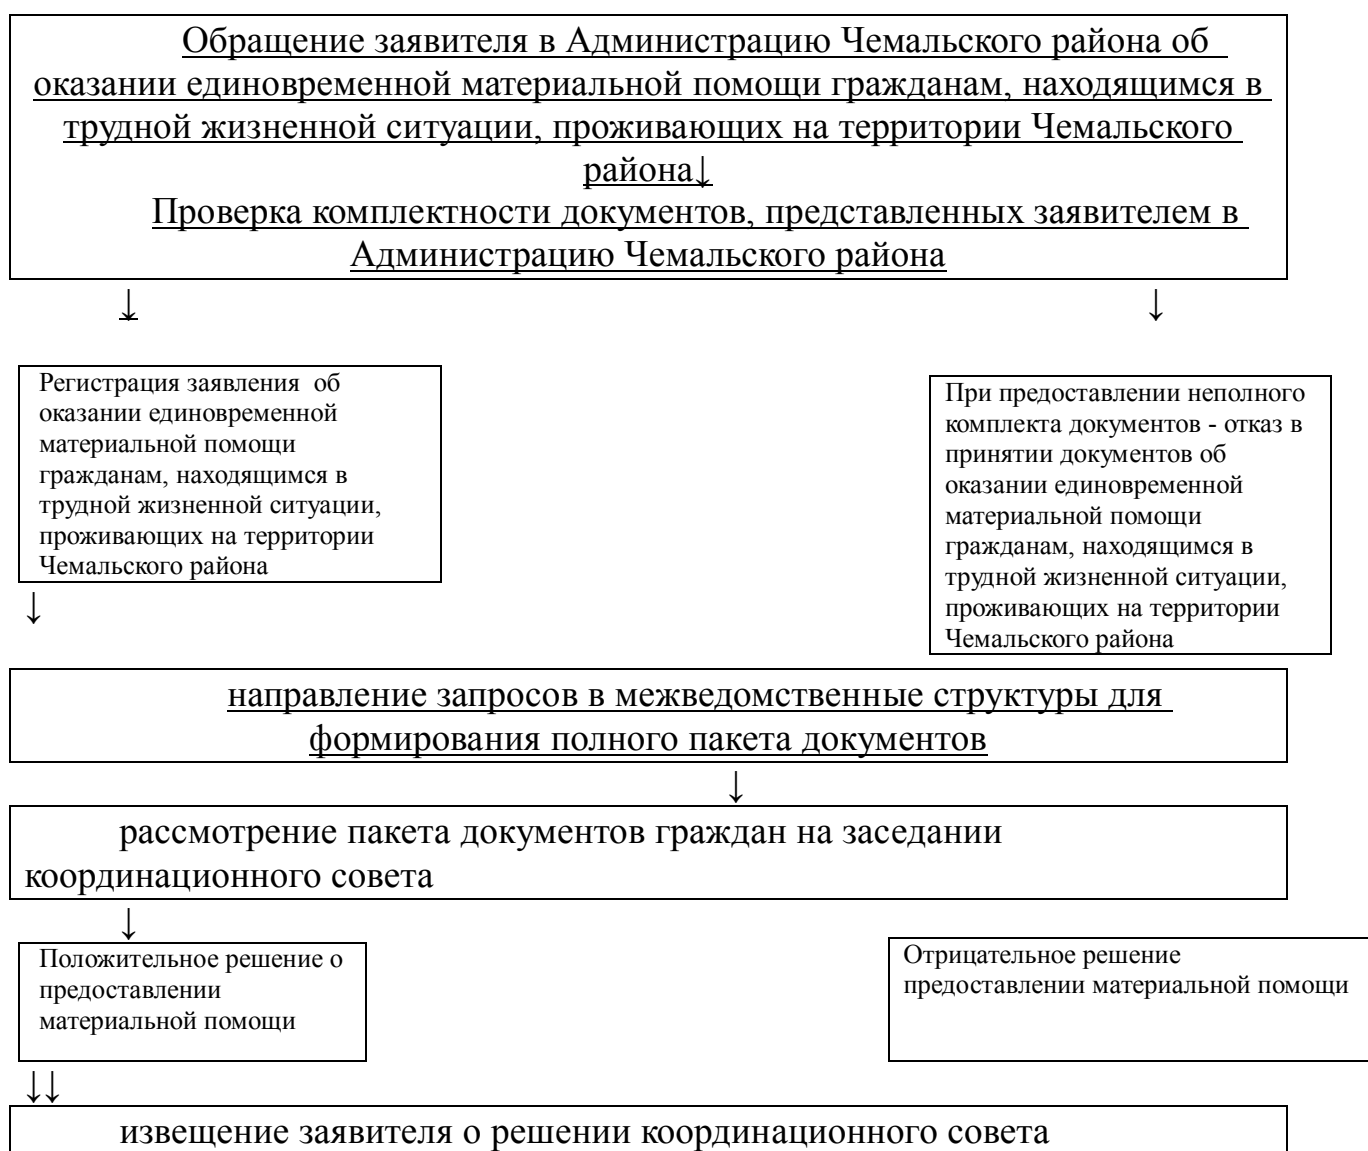 Обращение заявителя в Администрацию Чемальского района об
оказании единовременной материальной помощи гражданам, находящимся в
трудной жизненной ситуации, проживающих на территории Чемальского
района↓
Проверка комплектности документов, представленных заявителем в
Администрацию Чемальского района
↓ ↓
Регистрация заявления об
оказании единовременной
материальной помощи
гражданам, находящимся в
трудной жизненной ситуации,
проживающих на территории
Чемальского района
↓
При предоставлении неполного
комплекта документов - отказ в
принятии документов об
оказании единовременной
материальной помощи
гражданам, находящимся в
трудной жизненной ситуации,
проживающих на территории
Чемальского района
направление запросов в межведомственные структуры для
формирования полного пакета документов
↓
рассмотрение пакета документов граждан на заседании
координационного совета
↓
Положительное решение о
предоставлении
материальной помощи
Отрицательное решение
предоставлении материальной помощи
↓↓
извещение заявителя о решении координационного совета